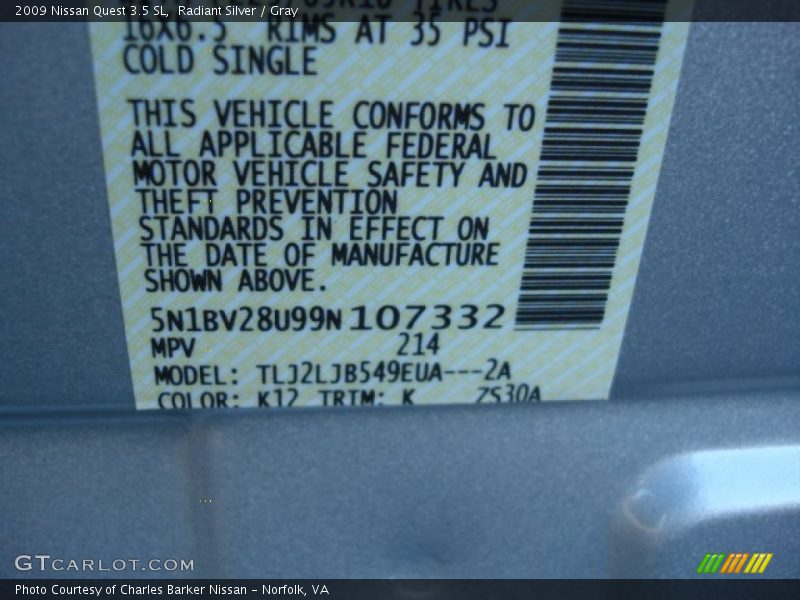 2009 Nissan Quest 3.5 SL, Radiant Silver / Gray
16X6.5 RIMS AT 35 PSI
COLD SINGLE
THIS VEHICLE CONFORMS TO
ALL APPLICABLE FEDERAL
MOTOR VEHICLE SAFETY AND
THEFT PREVENTION
STANDARDS IN EFFECT ON
THE DATE OF MANUFACTURE
SHOWN ABOVE.
5N1BV28U99N107332
MPV 214
MODEL: TLJ2LJB549EUA---2A
COLOR: K12 TRIM: K ZS30A
GTCARLOT.COM
Photo Courtesy of Charles Barker Nissan – Norfolk, VA